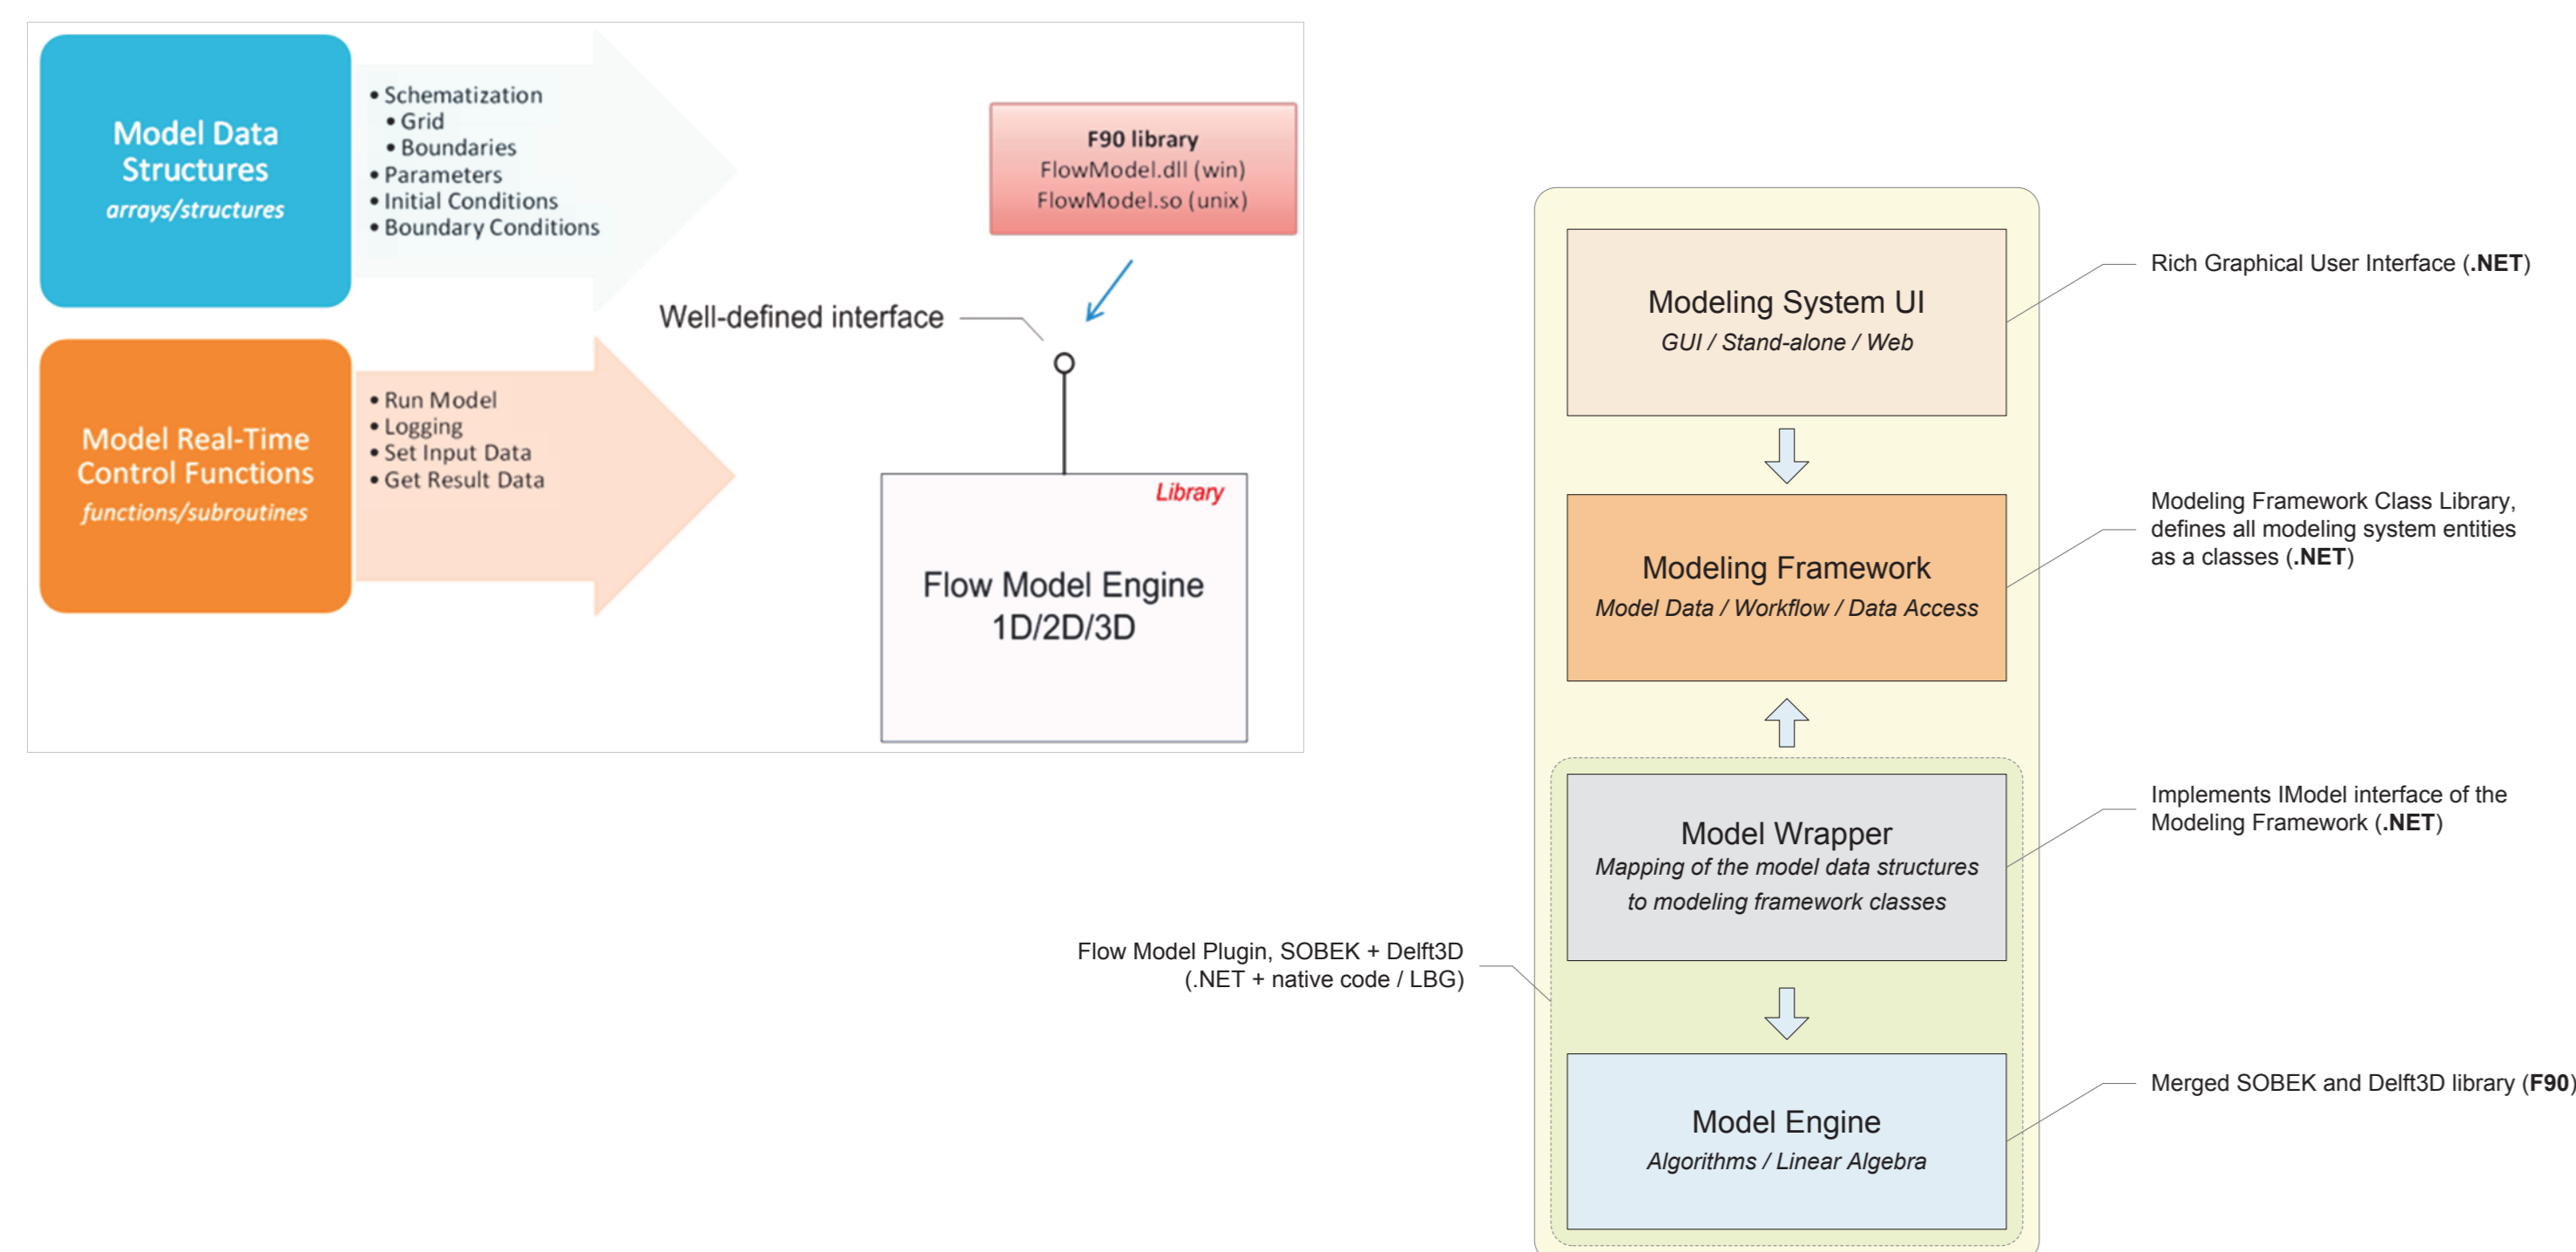 Model Data
Structures
arrays/structures
• Schematization
• Grid
• Boundaries
• Parameters
• Initial Conditions
• Boundary Conditions
Model Real-Time
Control Functions
functions/subroutines
• Run Model
• Logging
• Set Input Data
• Get Result Data
F90 library
FlowModel.dll (win)
FlowModel.so (unix)
Well-defined interface
Library
Flow Model Engine
1D/2D/3D
Modeling System UI
GUI / Stand-alone / Web
Rich Graphical User Interface (.NET)
Modeling Framework
Model Data / Workflow / Data Access
Modeling Framework Class Library,
defines all modeling system entities
as a classes (.NET)
Model Wrapper
Mapping of the model data structures
to modeling framework classes
Implements IModel interface of the
Modeling Framework (.NET)
Flow Model Plugin, SOBEK + Delft3D
(.NET + native code / LBG)
Model Engine
Algorithms / Linear Algebra
Merged SOBEK and Delft3D library (F90)